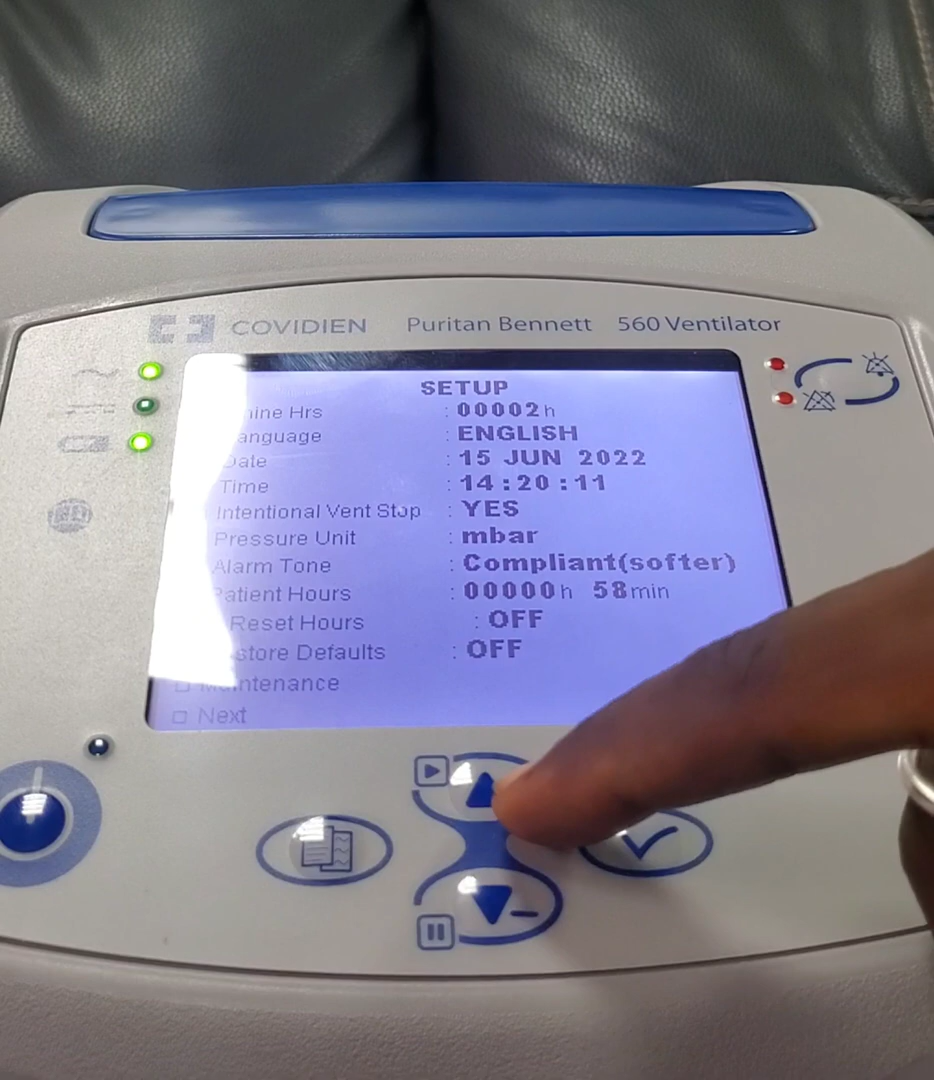 COVIDIEN Puritan Bennett 560 Ventilator
SETUP
Hrs : 00002h
Language : ENGLISH
Date : 15 JUN 2022
Time : 14:20:11
Intentional Vent Stop : YES
Pressure Unit : mbar
Alarm Tone : Compliant(softer)
Patient Hours : 00000h 58min
Reset Hours : OFF
Defaults : OFF
Maintenance
Next